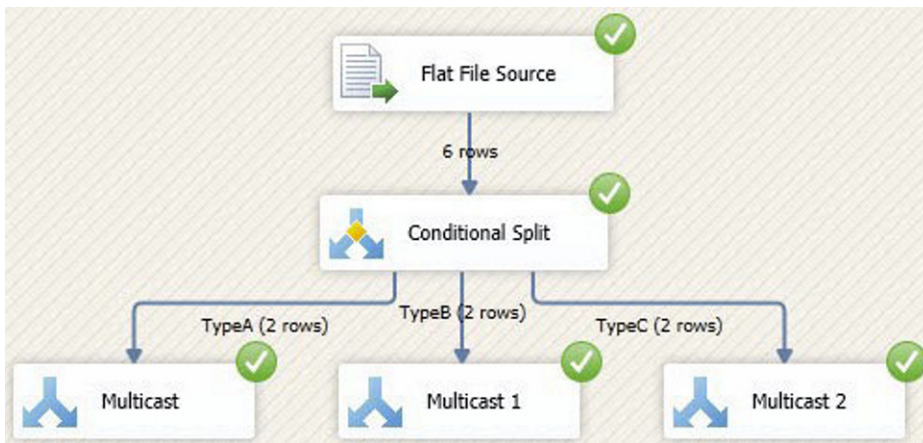 Flat File Source
6 rows
Conditional Split
TypeA (2 rows)
TypeB (2 rows)
TypeC (2 rows)
Multicast
Multicast 1
Multicast 2